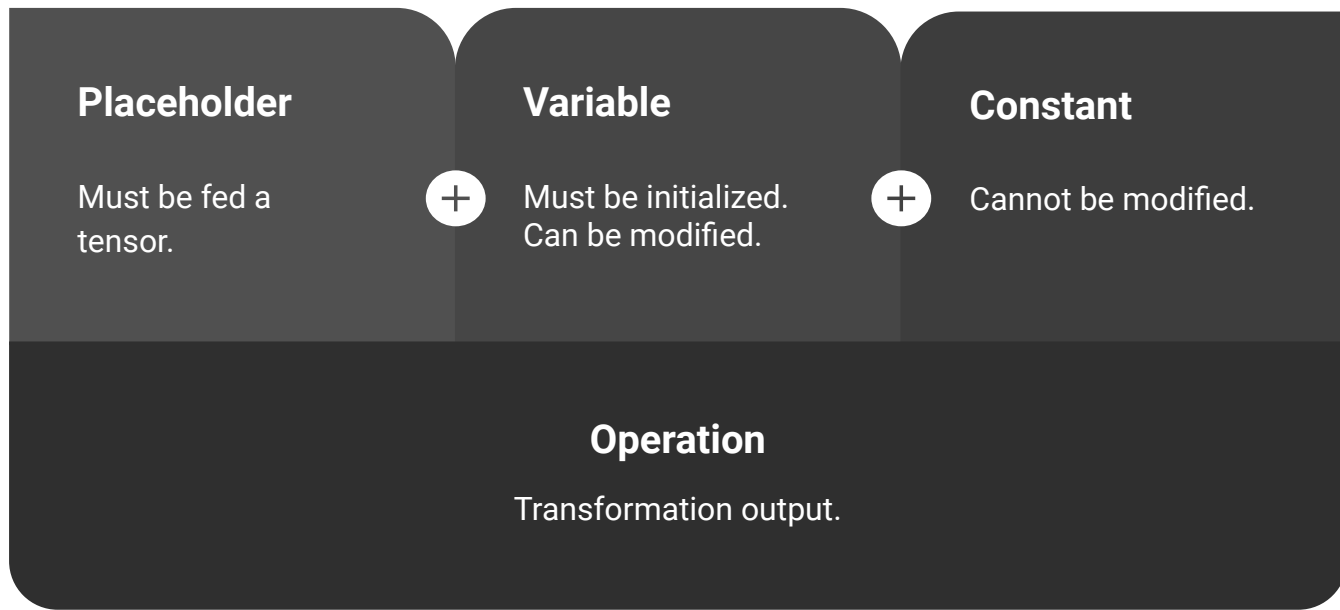 Placeholder
Must be fed a
tensor.
+
Variable
Must be initialized.
Can be modified.
+
Constant
Cannot be modified.
Operation
Transformation output.